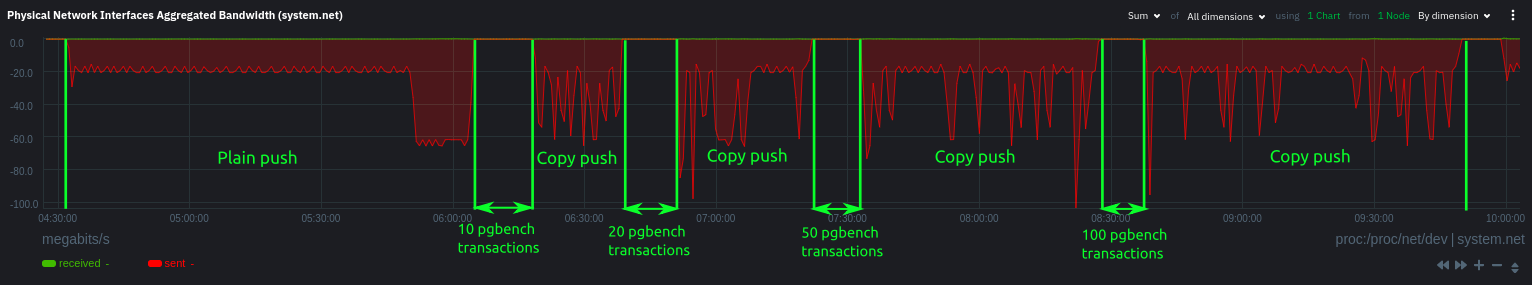 Physical Network Interfaces Aggregated Bandwidth (system.net)
Sum of All dimensions using 1 Chart from 1 Node By dimension
0.0
-20.0
-40.0
-60.0
-80.0
-100.0
Plain push
Copy push
Copy push
Copy push
Copy push
04:30:00 05:00:00 05:30:00 06:00:00 06:30:00 07:00:00 07:30:00 08:00:00 08:30:00 09:00:00 09:30:00 10:00:00
10 pgbench
transactions
20 pgbench
transactions
50 pgbench
transactions
100 pgbench
transactions
megabits/s
proc:/proc/net/dev | system.net
received -
sent -